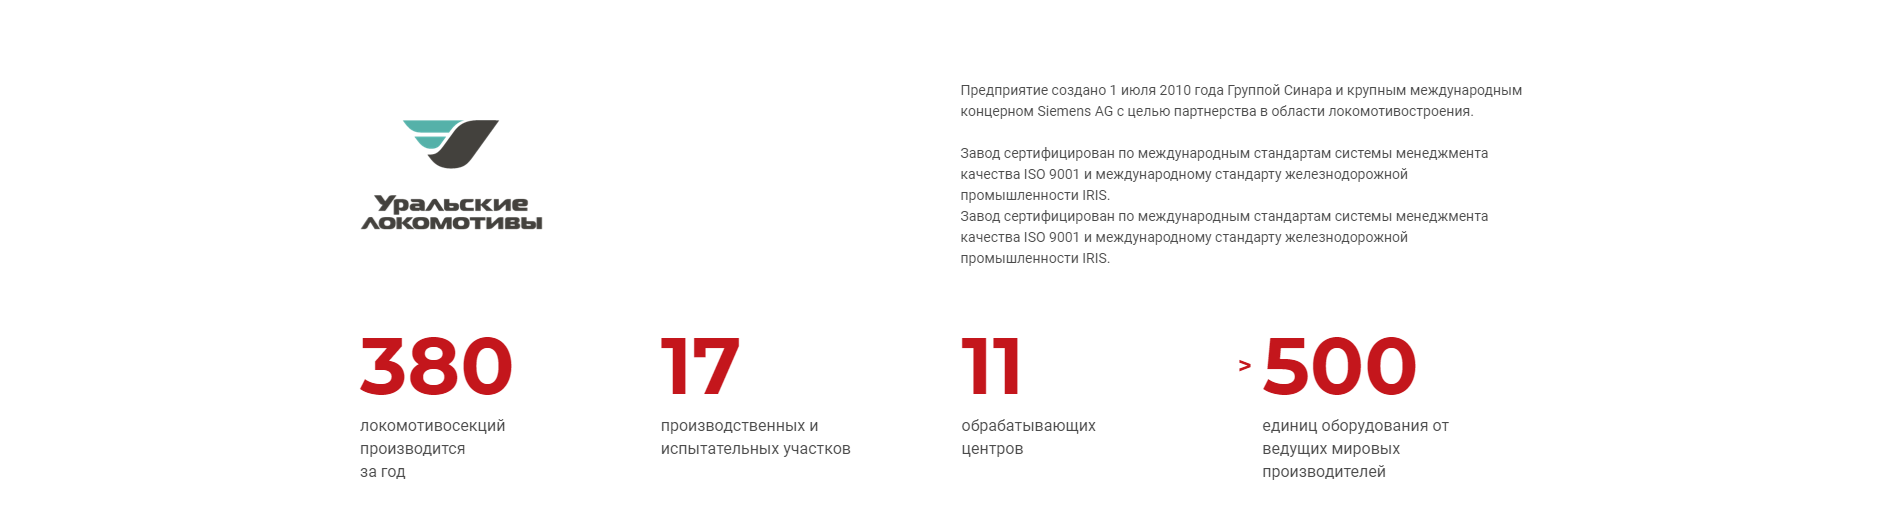 Уральские
локомотивы
Предприятие создано 1 июля 2010 года Группой Синара и крупным международным
концерном Siemens AG с целью партнерства в области локомотивостроения.
Завод сертифицирован по международным стандартам системы менеджмента
качества ISO 9001 и международному стандарту железнодорожной
промышленности IRIS.
Завод сертифицирован по международным стандартам системы менеджмента
качества ISO 9001 и международному стандарту железнодорожной
промышленности IRIS.
380
локомотивосекций
производится
за год
17
производственных и
испытательных участков
11
обрабатывающих
центров
> 500
единиц оборудования от
ведущих мировых
производителей